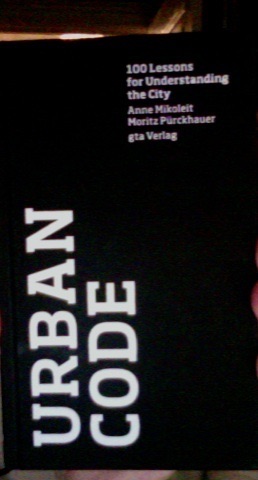 100 Lessons
for Understanding
the City
Anne Mikoleit
Moritz Pürckhauer
gta Verlag
URBAN
CODE